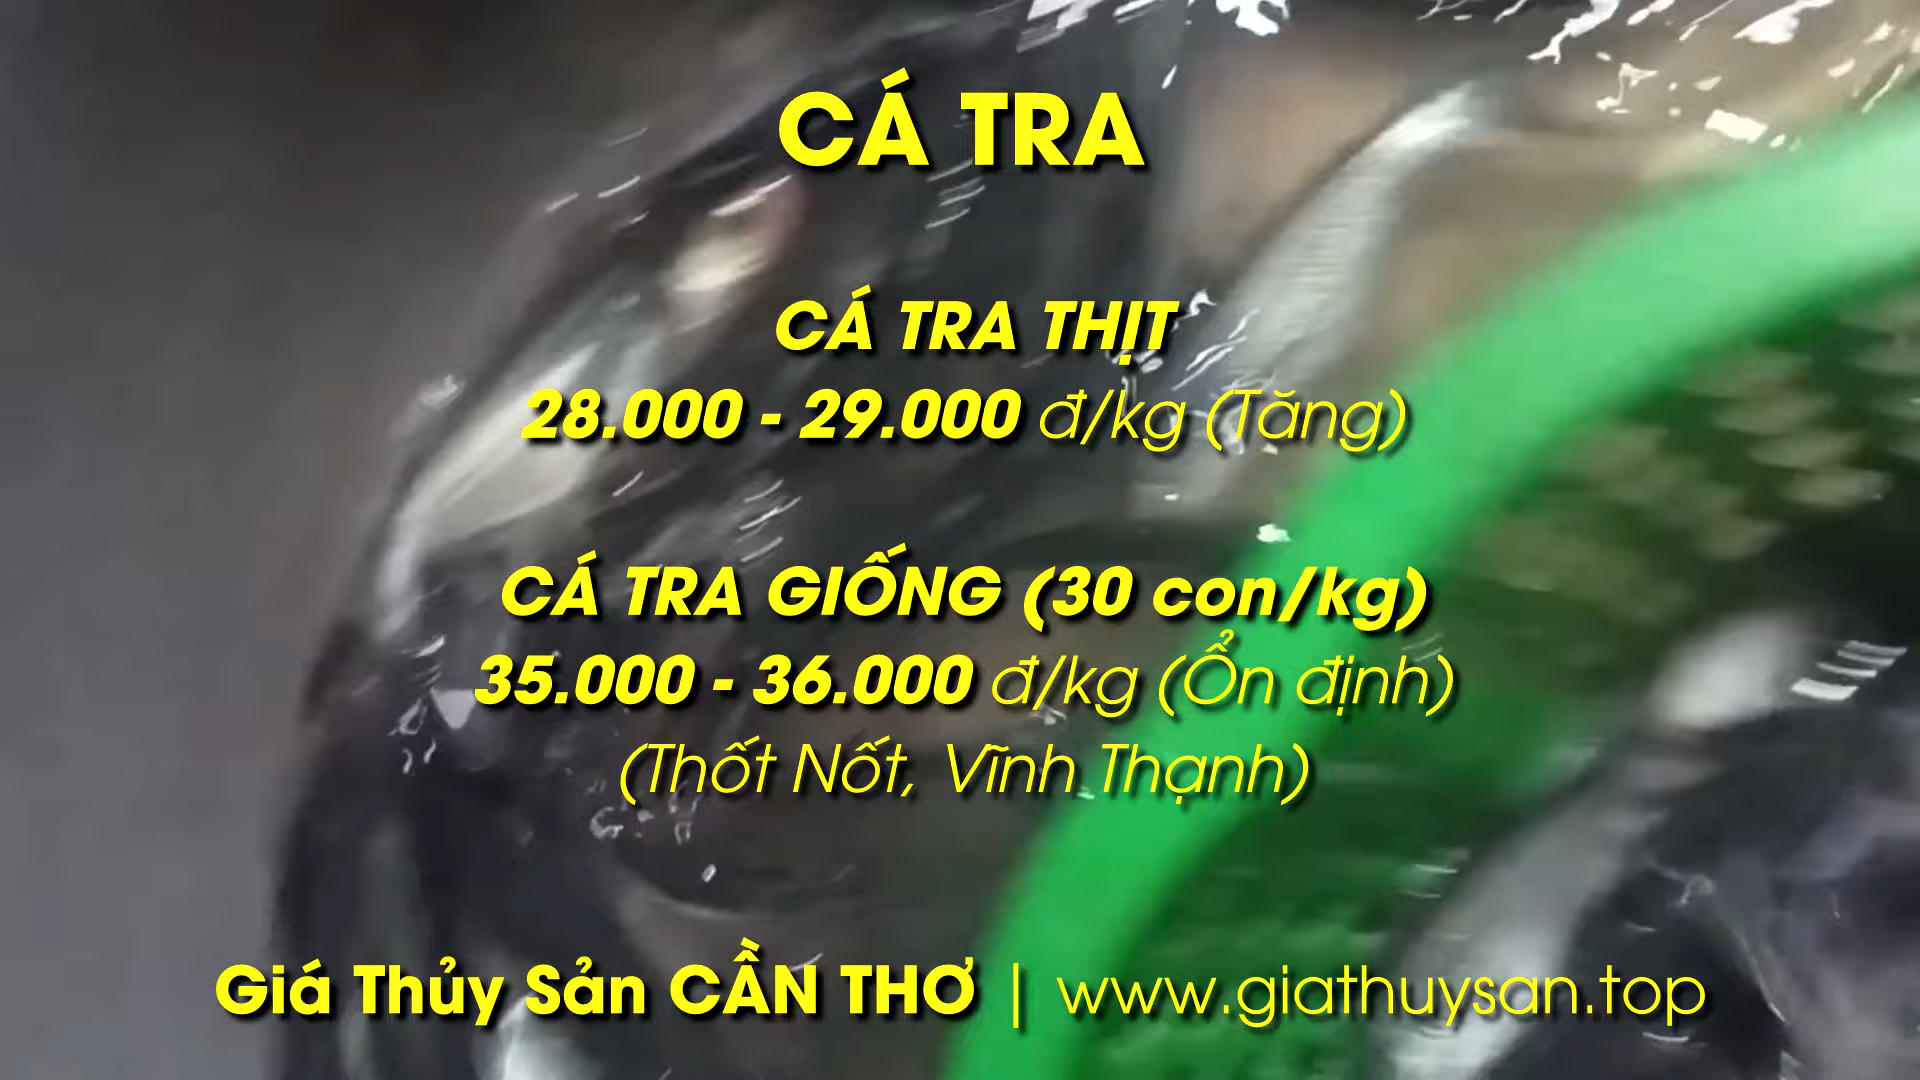 CÁ TRA
CÁ TRA THỊT
28.000 - 29.000 đ/kg (Tăng)
CÁ TRA GIỐNG (30 con/kg)
35.000 - 36.000 đ/kg (Ổn định)
(Thốt Nốt, Vĩnh Thạnh)
Giá Thủy Sản CẦN THƠ | www.giathuysan.top